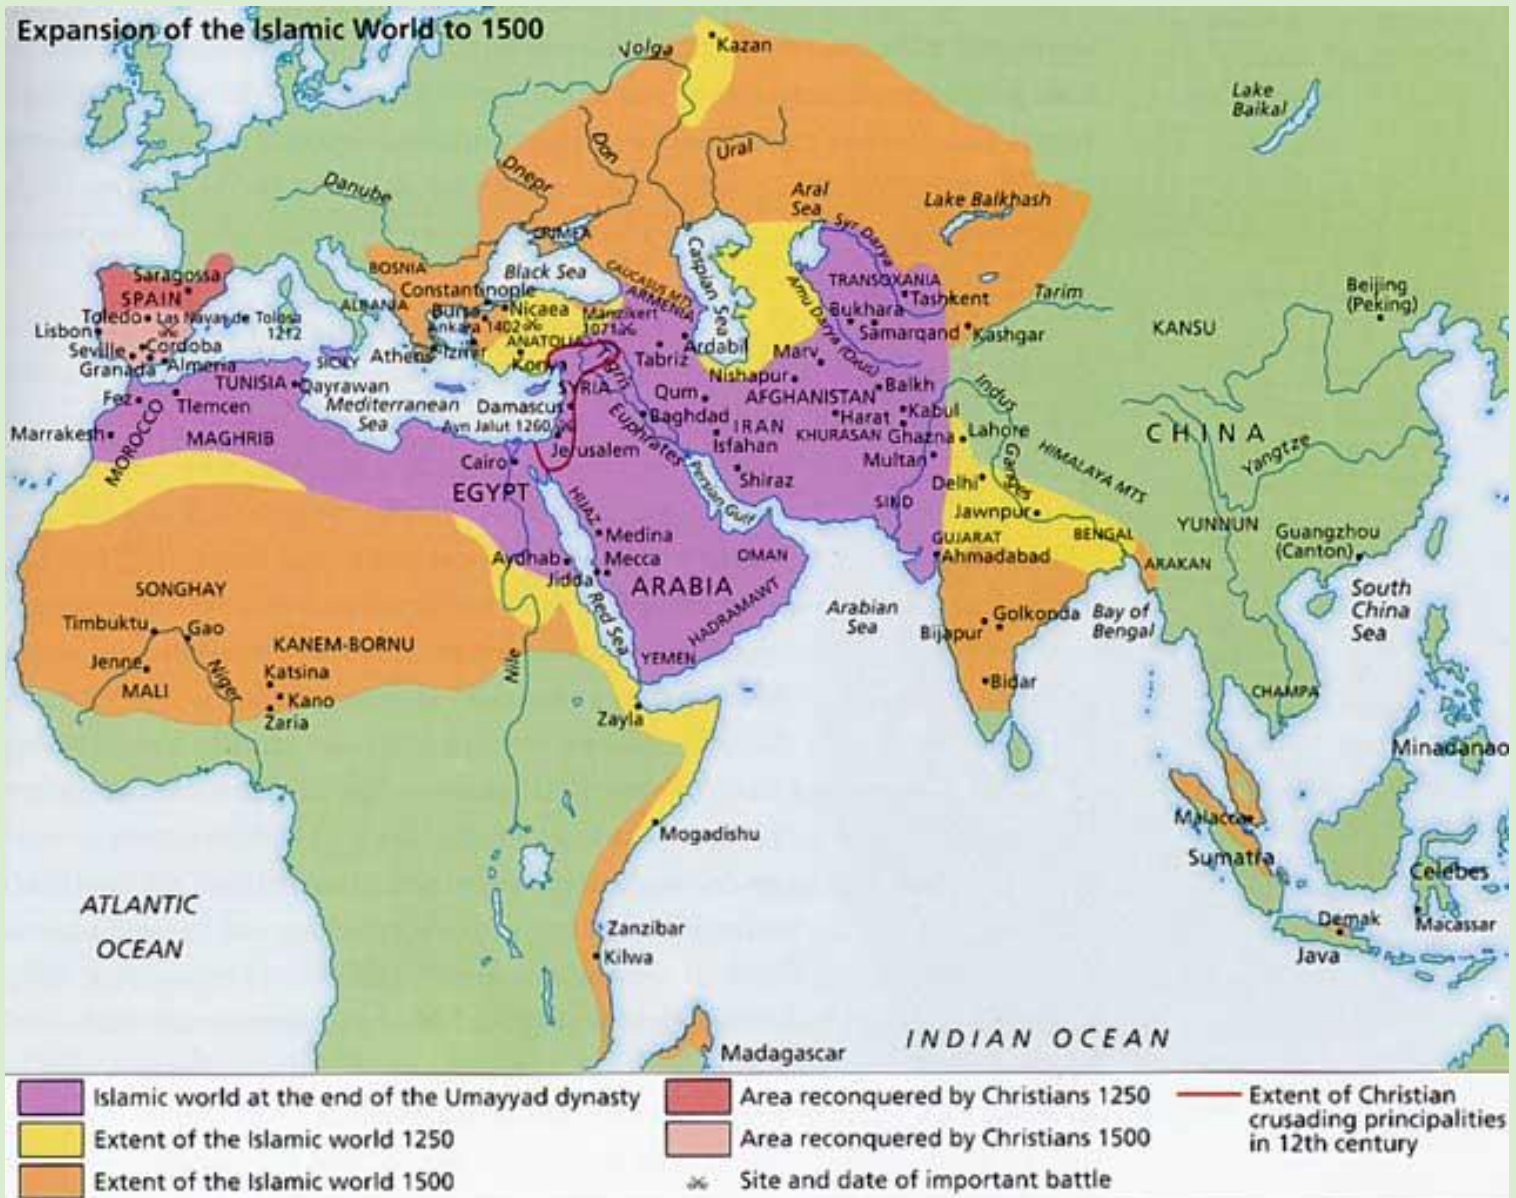 Expansion of the Islamic World to 1500
Volga
Kazan
Lake
Baikal
Don
Ural
Dnepr
Danube
Aral
Sea
Lake Balkhash
Syr Darya
CRIMEA
Saragossa
BOSNIA
Black Sea
CAUCASUS MTS
Caspian Sea
TRANSOXANIA
Tarim
Beijing
(Peking)
SPAIN
Constantinople
ARMENIA
Amu Darya (Oxus)
Tashkent
Toledo
Las Navas de Tolosa
1212
ALBANIA
Bursa
Nicaea
Manzikert
1071
Bukhara
Samarqand
Kashgar
KANSU
Lisbon
Ankara 1402
Seville
Cordoba
Athens
Izmir
ANATOLIA
Ardabil
Marv
Granada
Almeria
SICILY
Konya
Tabriz
Nishapur
TUNISIA
Qayrawan
SYRIA
Tigris
Qum
AFGHANISTAN
Balkh
Indus
Fez
Tlemcen
Mediterranean
Sea
Damascus
Baghdad
Harat
Kabul
MOROCCO
Ayn Jalut 1260
Euphrates
IRAN
KHURASAN
Ghazna
Lahore
CHINA
Marrakesh
MAGHRIB
Jerusalem
Isfahan
Multan
HIMALAYA MTS
Yangtze
Cairo
Persian Gulf
Shiraz
Delhi
Ganges
EGYPT
HIJAZ
SIND
Jawnpur
YUNNUN
Medina
GUJARAT
BENGAL
Guangzhou
(Canton)
Aydhab
Mecca
OMAN
Ahmadabad
ARAKAN
Jidda
ARABIA
South
China
Sea
SONGHAY
Red Sea
HADRAMAWT
Arabian
Sea
Golkonda
Bay of
Bengal
Timbuktu
Gao
Bijapur
KANEM-BORNU
Nile
YEMEN
Jenne
Niger
Katsina
Bidar
MALI
Kano
CHAMPA
Zaria
Zayla
Minadanao
Malacca
Mogadishu
Sumatra
Celebes
ATLANTIC
OCEAN
Zanzibar
Demak
Macassar
Kilwa
Java
INDIAN OCEAN
Madagascar
Islamic world at the end of the Umayyad dynasty
Extent of the Islamic world 1250
Extent of the Islamic world 1500
Area reconquered by Christians 1250
Area reconquered by Christians 1500
Site and date of important battle
Extent of Christian
crusading principalities
in 12th century